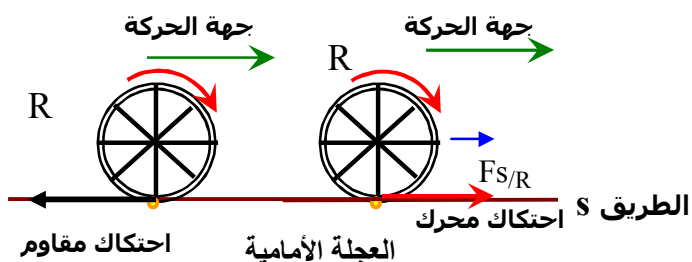 جهة الحركة
جهة الحركة
R
R
Fs/R
الطريق s
احتكاك محرك
احتكاك مقاوم
العجلة الأمامية